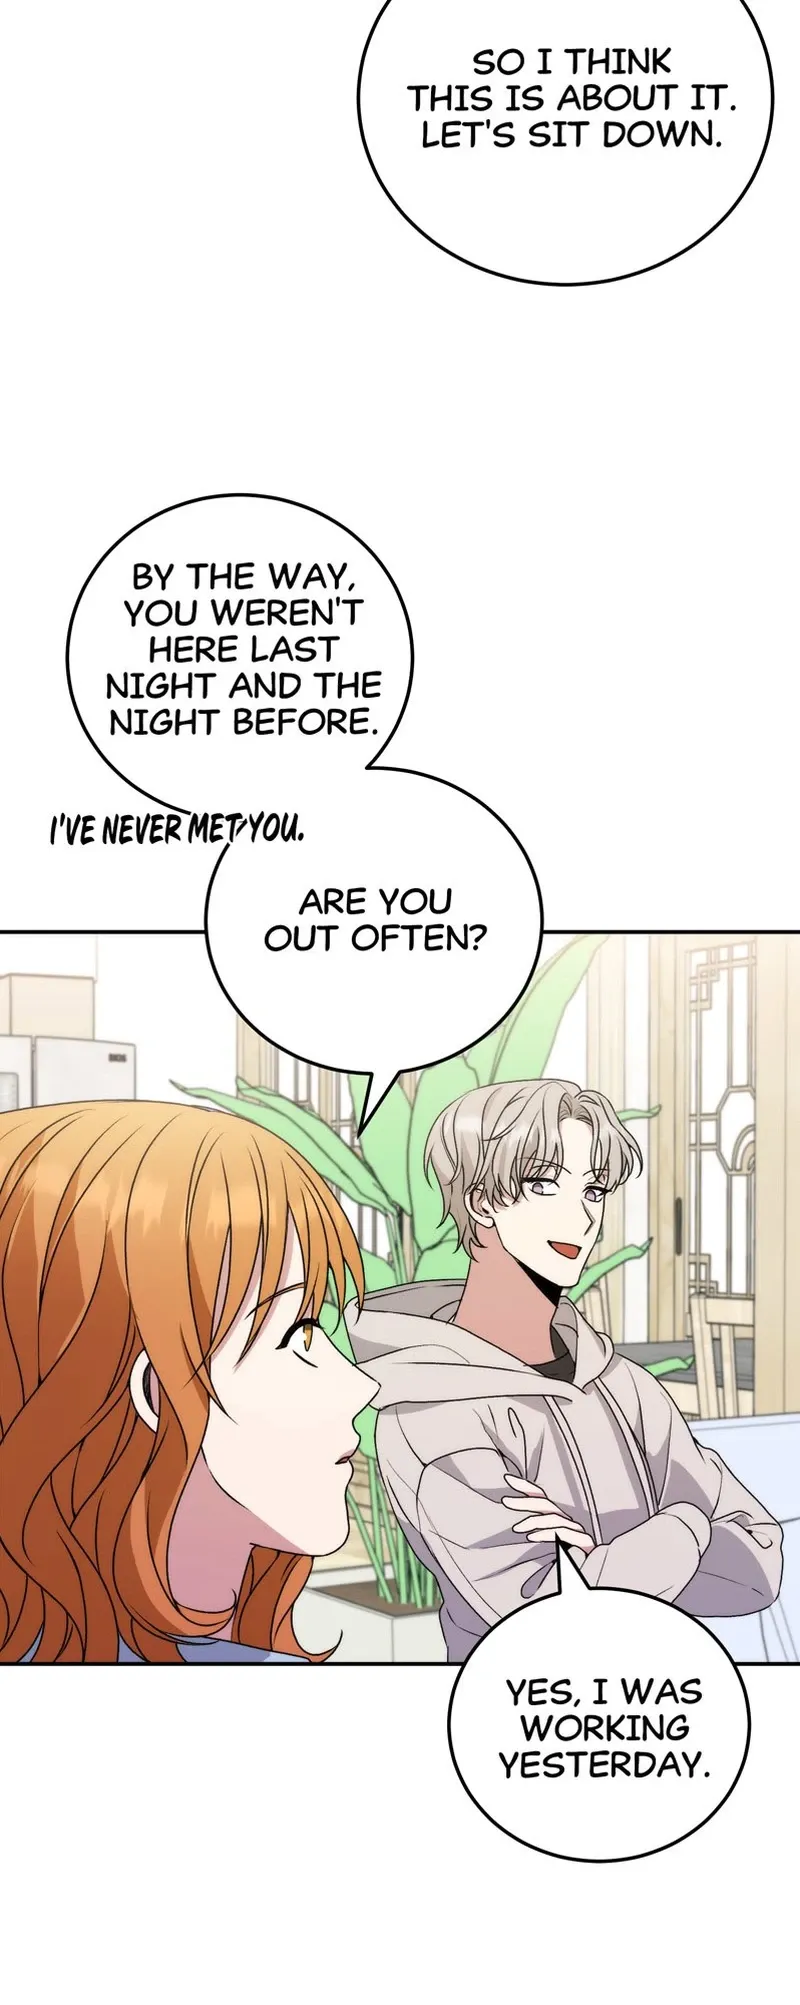 SO I THINK
THIS IS ABOUT IT.
LET'S SIT DOWN.
BY THE WAY,
YOU WEREN'T
HERE LAST
NIGHT AND THE
NIGHT BEFORE.
I'VE NEVER MET YOU.
ARE YOU
OUT OFTEN?
YES, I WAS
WORKING
YESTERDAY.